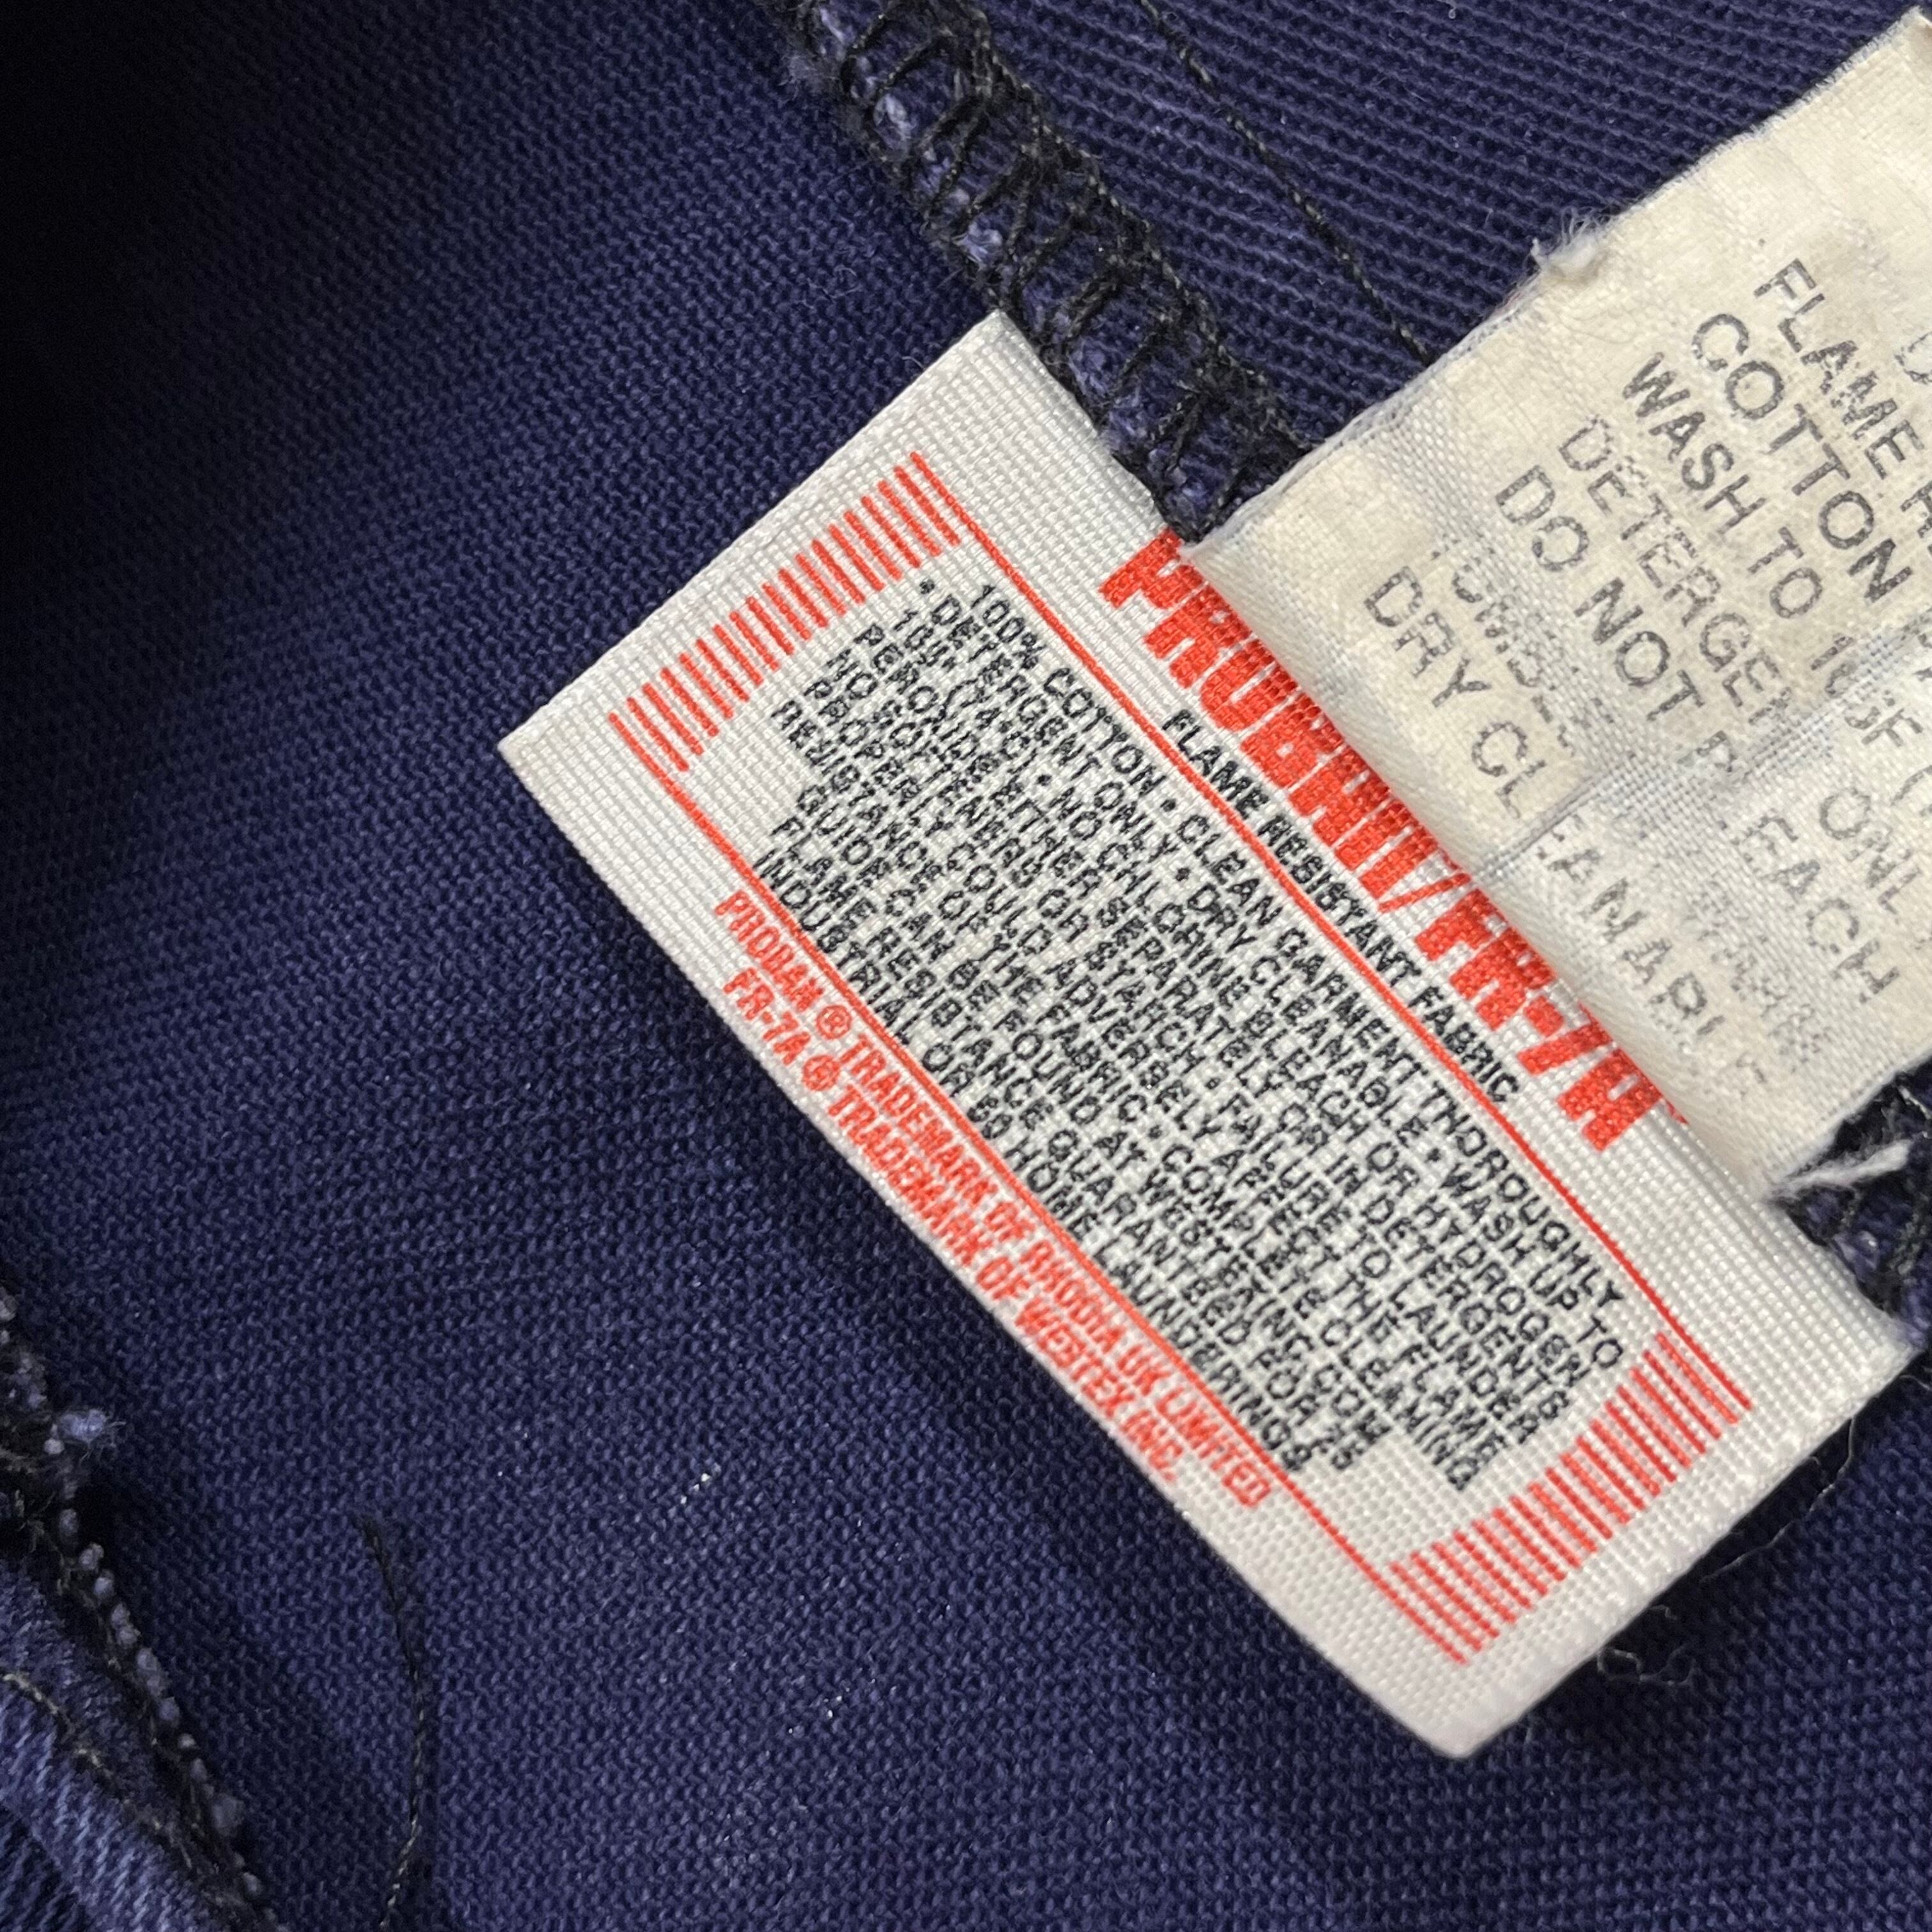 PROBAN/FR-7A
FLAME RESISTANT FABRIC
100% COTTON • CLEAN GARMENT THOROUGHLY
• DETERGENT ONLY • DRY CLEANABLE • WASH UP TO
165° (74C) • NO CHLORINE BLEACH OR HYDROGEN
PEROXIDE, EITHER SEPARATELY OR IN DETERGENTS
NO SOFTENERS OR STARCH. FAILURE TO LAUNDER
PROPERLY COULD ADVERSELY AFFECT THE FLAME
RESISTANCE OF THE FABRIC • COMPLETE CLEANING
GUIDE CAN BE FOUND AT WESTEXINC.COM
FLAME RESISTANCE GUARANTEED FOR 75
INDUSTRIAL OR 50 HOME LAUNDERINGS
PROBAN ® TRADEMARK OF RHODIA UK LIMITED
FR-7A ® TRADEMARK OF WESTEX INC.
FLAME
COTTON
WASH TO
DETERGENT ONL
DO NOT BLEACH
DRY CLEANABL